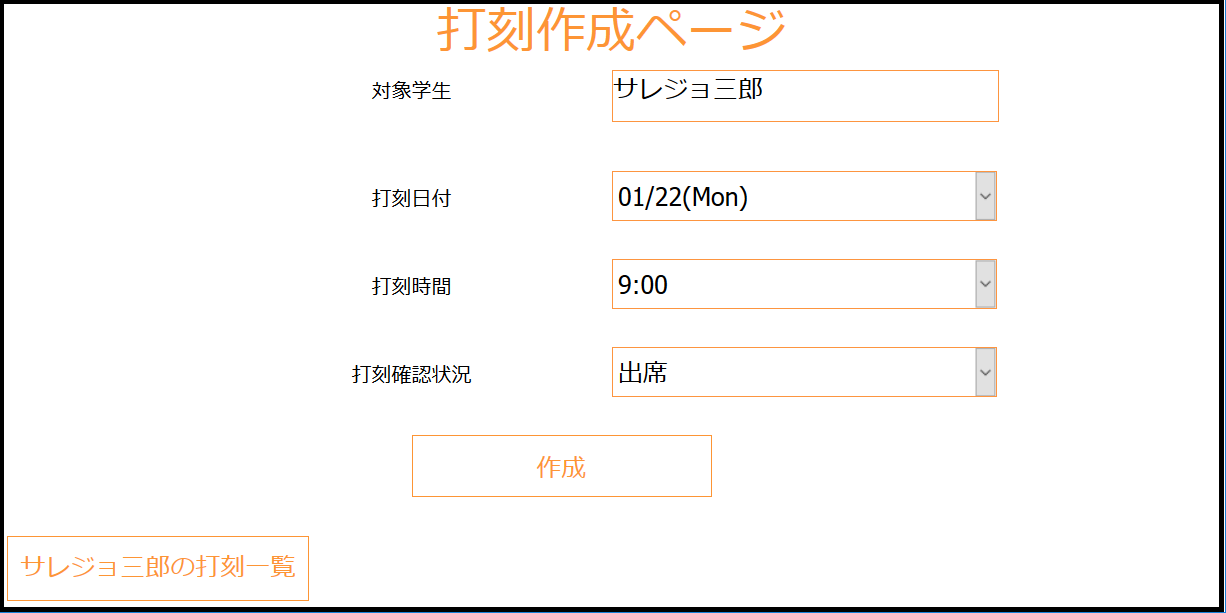 打刻作成ページ
対象学生 サレジョ三郎
打刻日付 01/22(Mon)
打刻時間 9:00
打刻確認状況 出席
作成
サレジョ三郎の打刻一覧